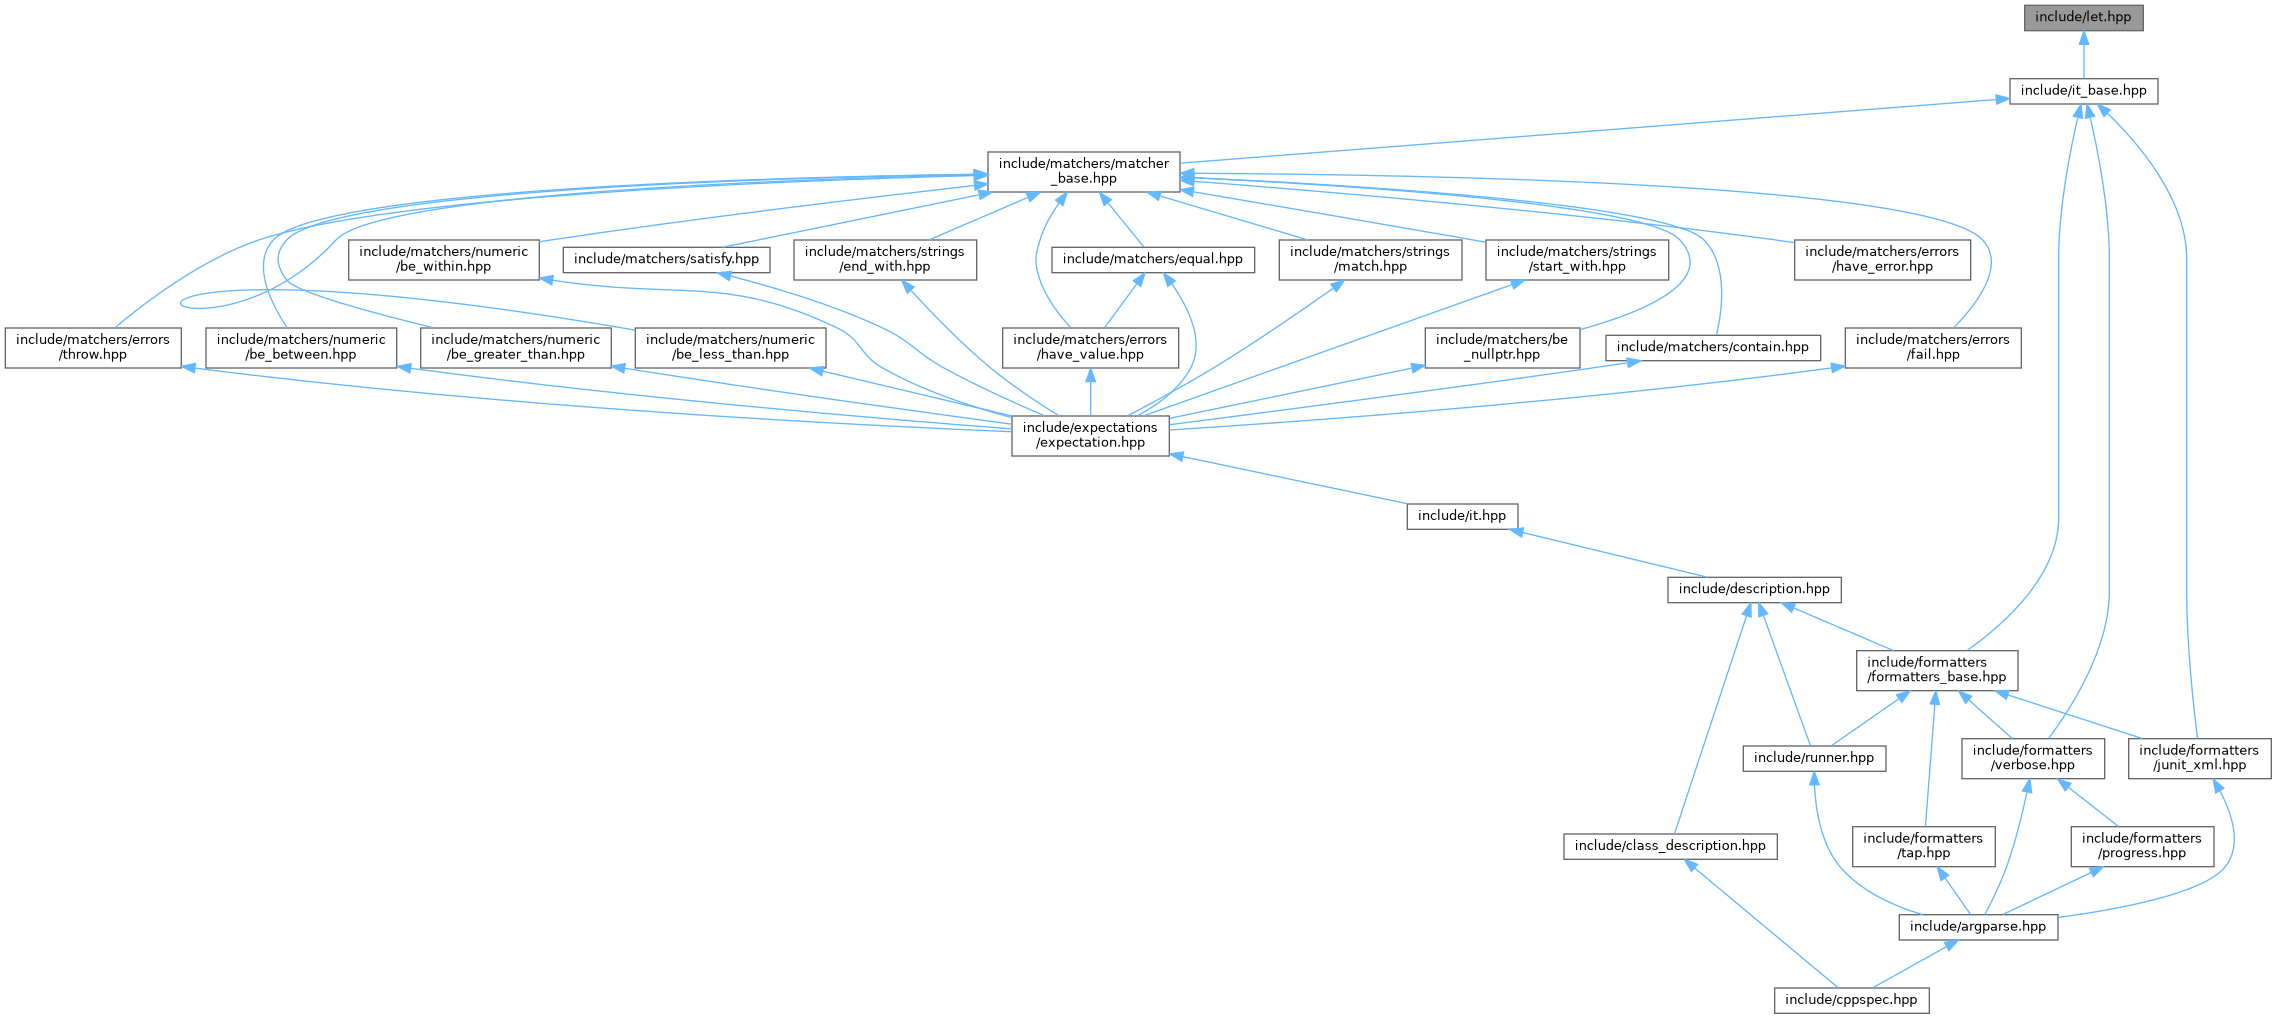 include/let.hpp
include/it_base.hpp
include/matchers/matcher
_base.hpp
include/matchers/numeric
/be_within.hpp
include/matchers/satisfy.hpp
include/matchers/strings
/end_with.hpp
include/matchers/equal.hpp
include/matchers/strings
/match.hpp
include/matchers/strings
/start_with.hpp
include/matchers/errors
/have_error.hpp
include/matchers/errors
/throw.hpp
include/matchers/numeric
/be_between.hpp
include/matchers/numeric
/be_greater_than.hpp
include/matchers/numeric
/be_less_than.hpp
include/matchers/errors
/have_value.hpp
include/matchers/be
_nullptr.hpp
include/matchers/contain.hpp
include/matchers/errors
/fail.hpp
include/expectations
/expectation.hpp
include/it.hpp
include/description.hpp
include/formatters
/formatters_base.hpp
include/runner.hpp
include/formatters
/verbose.hpp
include/formatters
/junit_xml.hpp
include/class_description.hpp
include/formatters
/tap.hpp
include/formatters
/progress.hpp
include/argparse.hpp
include/cppspec.hpp